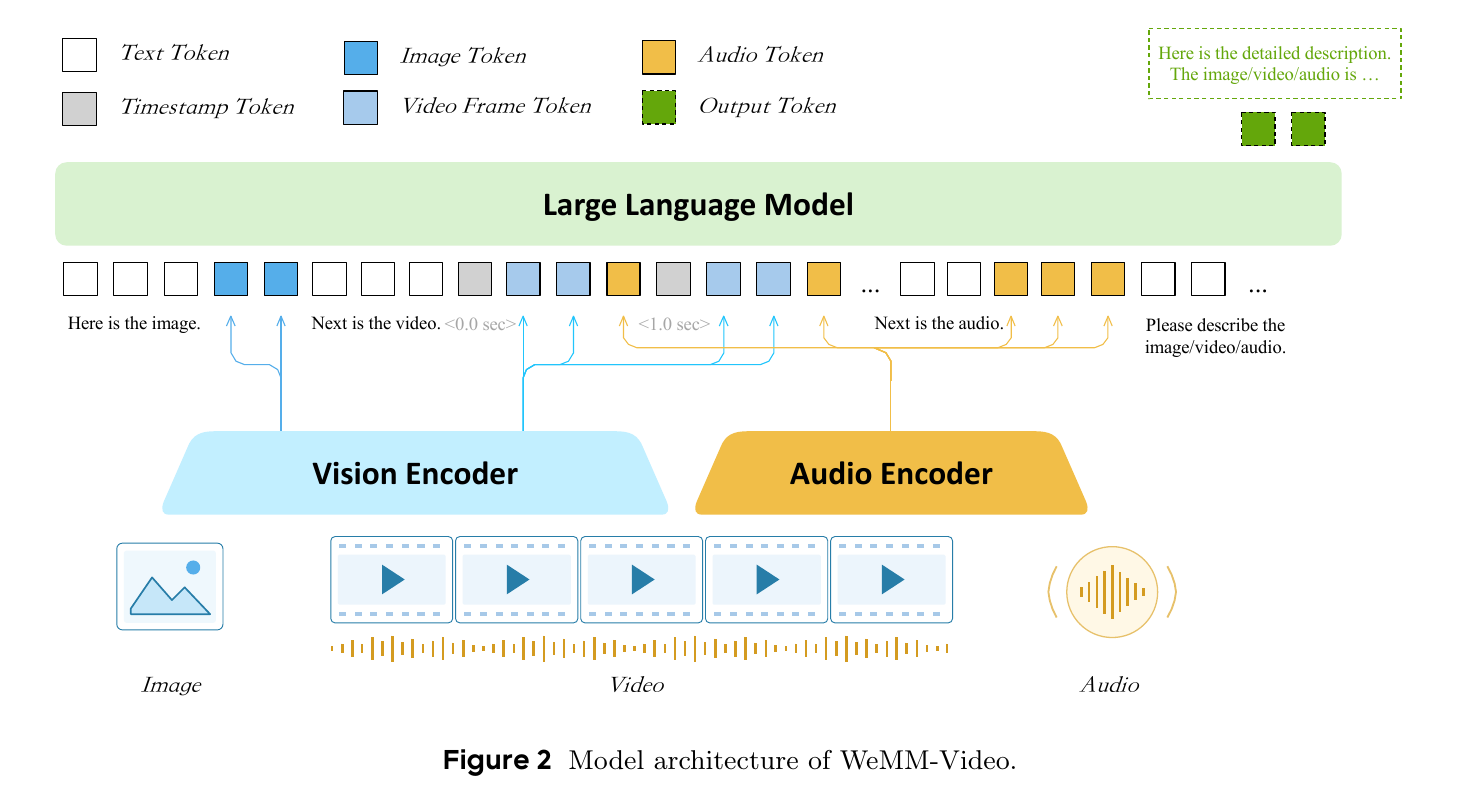 Text Token
Image Token
Audio Token
Timestamp Token
Video Frame Token
Output Token
Here is the detailed description.
The image/video/audio is …
Large Language Model
...
...
Here is the image.
Next is the video.
<0.0 sec>
<1.0 sec>
Next is the audio.
Please describe the
image/video/audio.
Vision Encoder
Audio Encoder
Image
Video
Audio
Figure 2 Model architecture of WeMM-Video.